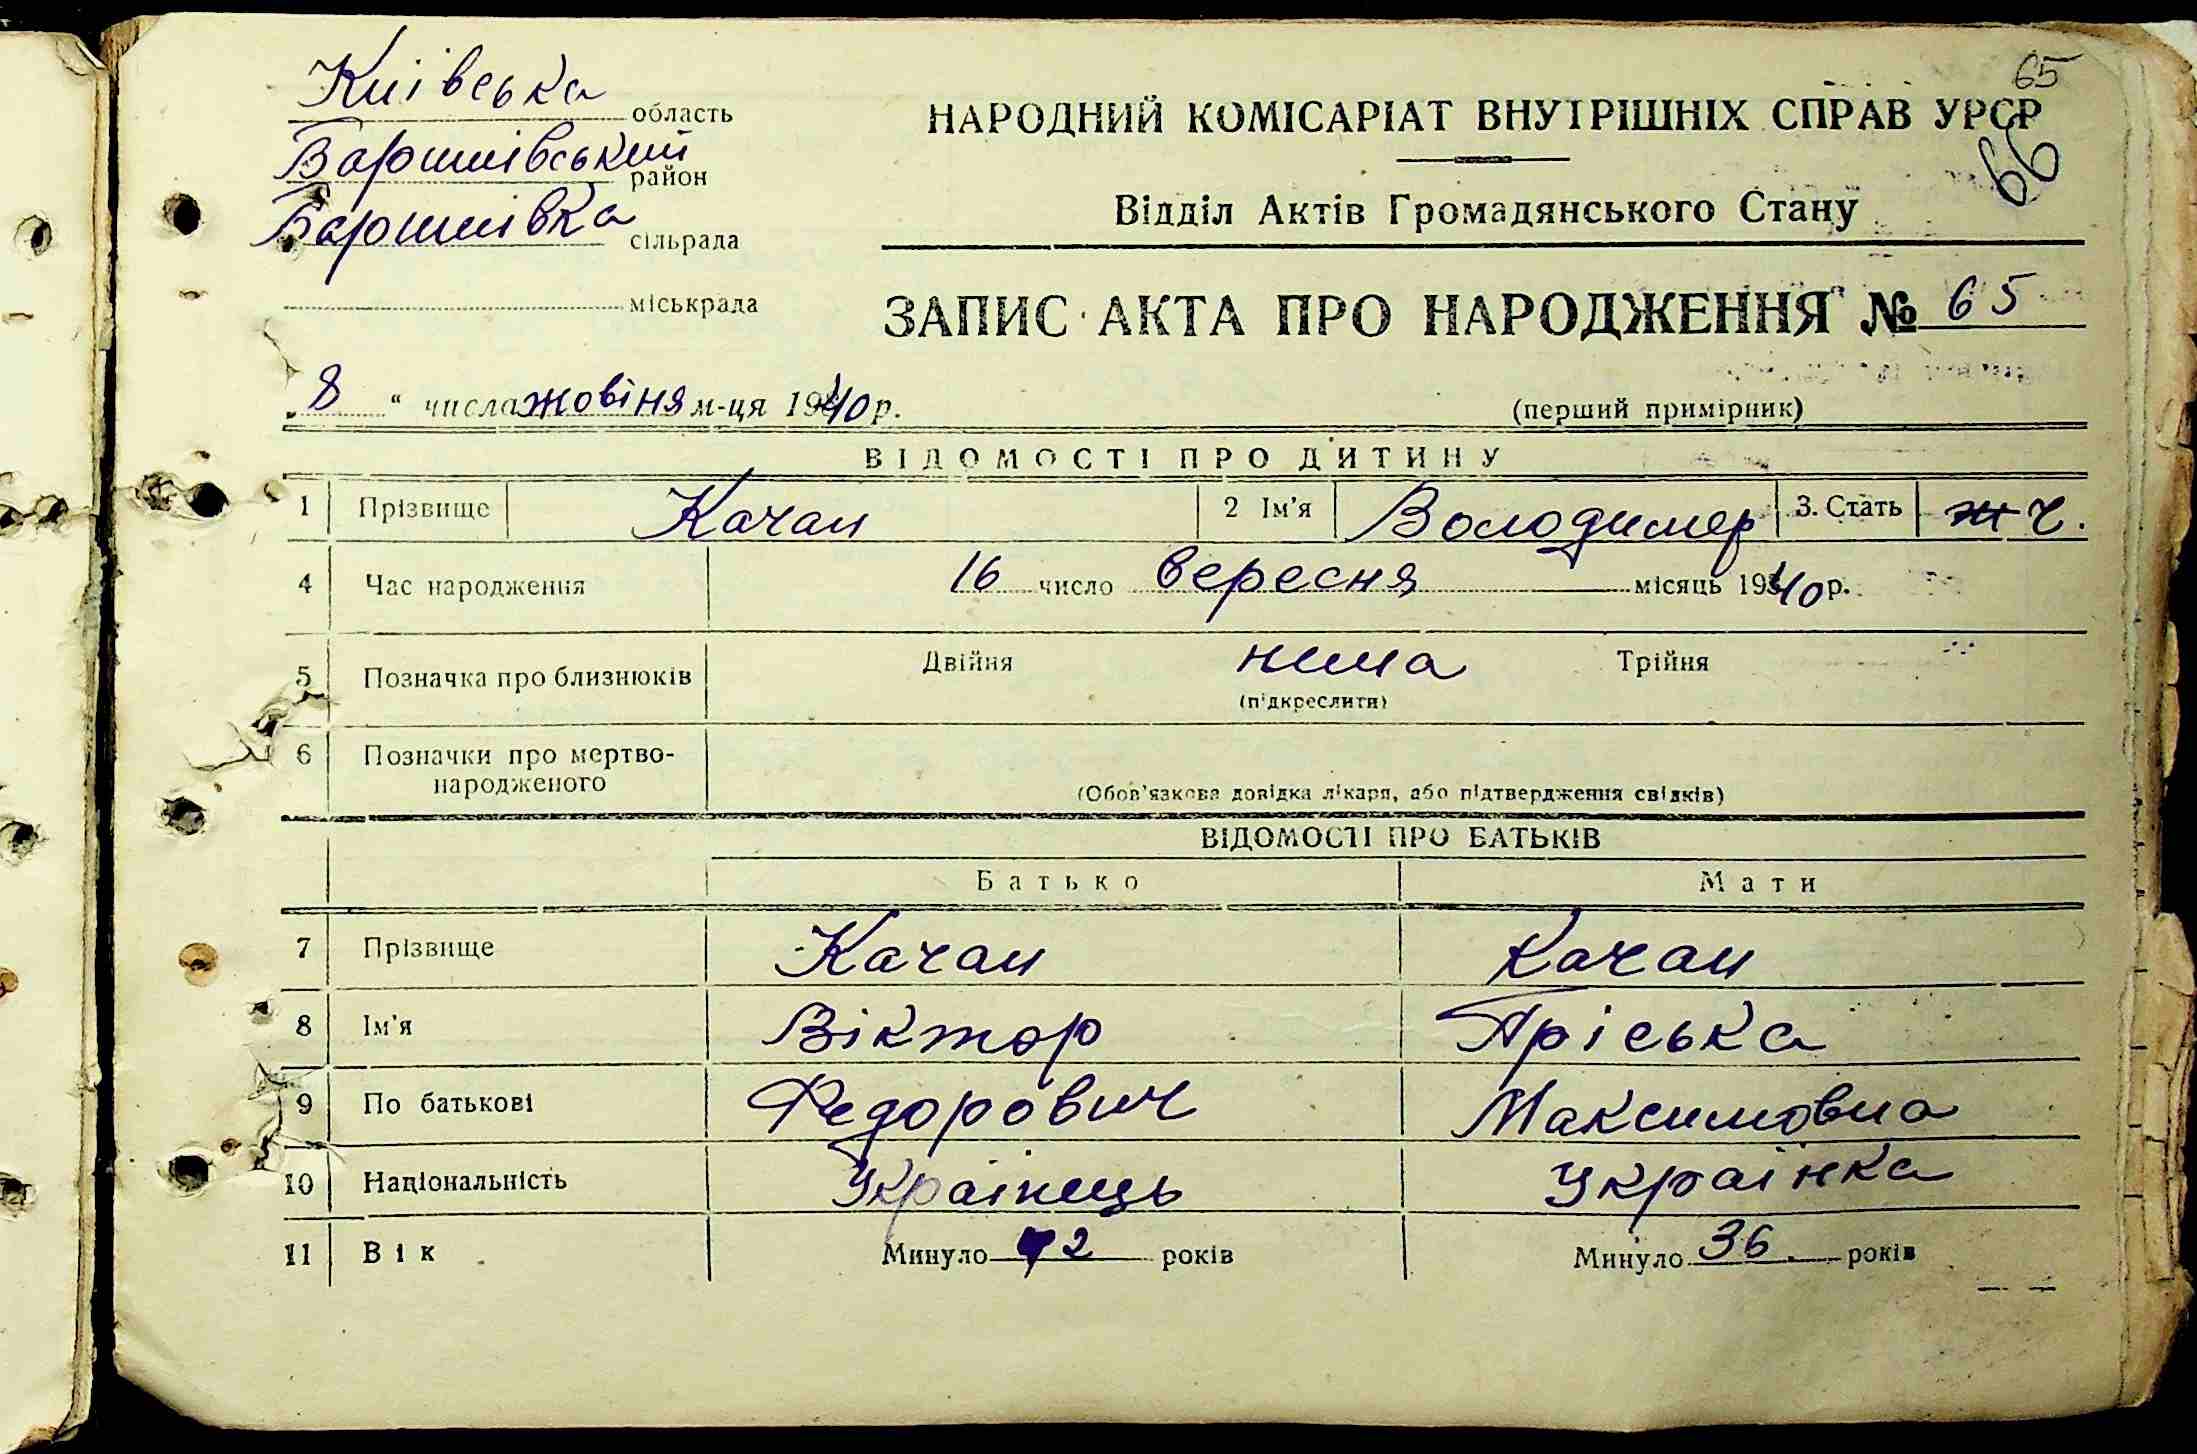 65
Київська область
НАРОДНИЙ КОМІСАРІАТ ВНУТРІШНІХ СПРАВ УРСР
66
Баришівський район
Відділ Актів Громадянського Стану
Баришівка сільрада
міськрада
ЗАПИС АКТА ПРО НАРОДЖЕННЯ № 65
„ 8 “ числа жовтня м-ця 1940 р.
(перший примірник)
ВІДОМОСТІ ПРО ДИТИНУ
1 Прізвище Качан 2 Ім'я Володимер 3. Стать ж ч.
4 Час народження 16 число вересня місяць 1940 р.
5 Позначка про близнюків Двійня нима Трійня
(підкреслити)
6 Позначки про мертво-
народженого
(Обов'язкова довідка лікаря, або підтвердження свідків)
ВІДОМОСТІ ПРО БАТЬКІВ
Батько Мати
7 Прізвище Качан Качан
8 Ім'я Віктор Пріська
9 По батькові Федорович Максимовна
10 Національність Українець Українка
11 Вік Минуло років Минуло 36 років